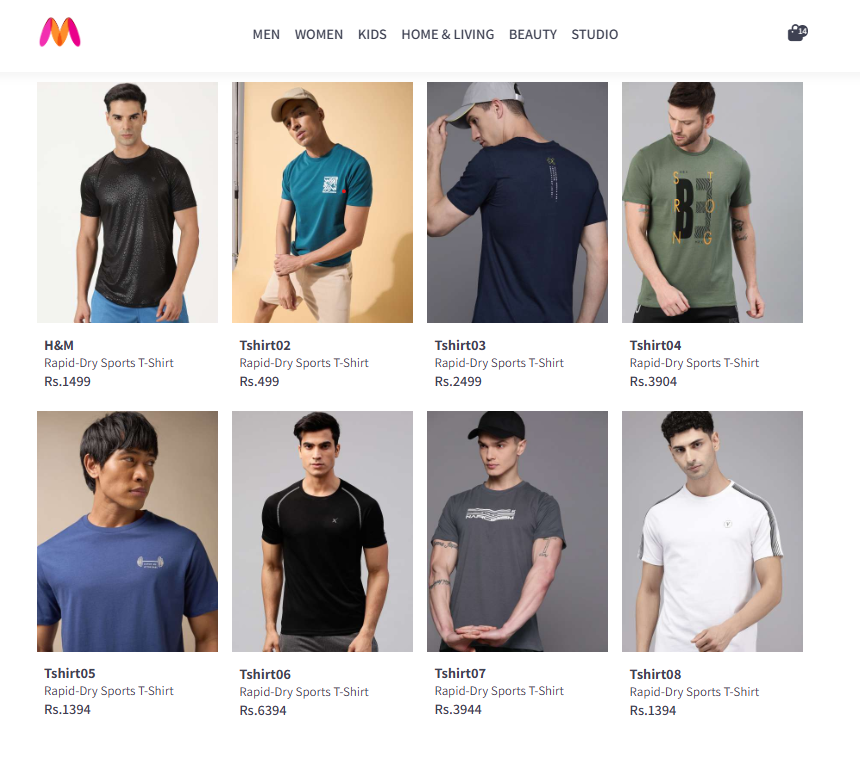 MEN WOMEN KIDS HOME & LIVING BEAUTY STUDIO 14
S T
R B O
N G
H&M Tshirt02 Tshirt03 Tshirt04
Rapid-Dry Sports T-Shirt Rapid-Dry Sports T-Shirt Rapid-Dry Sports T-Shirt Rapid-Dry Sports T-Shirt
Rs.1499 Rs.499 Rs.2499 Rs.3904
Tshirt05 Tshirt06 Tshirt07 Tshirt08
Rapid-Dry Sports T-Shirt Rapid-Dry Sports T-Shirt Rapid-Dry Sports T-Shirt Rapid-Dry Sports T-Shirt
Rs.1394 Rs.6394 Rs.3944 Rs.1394